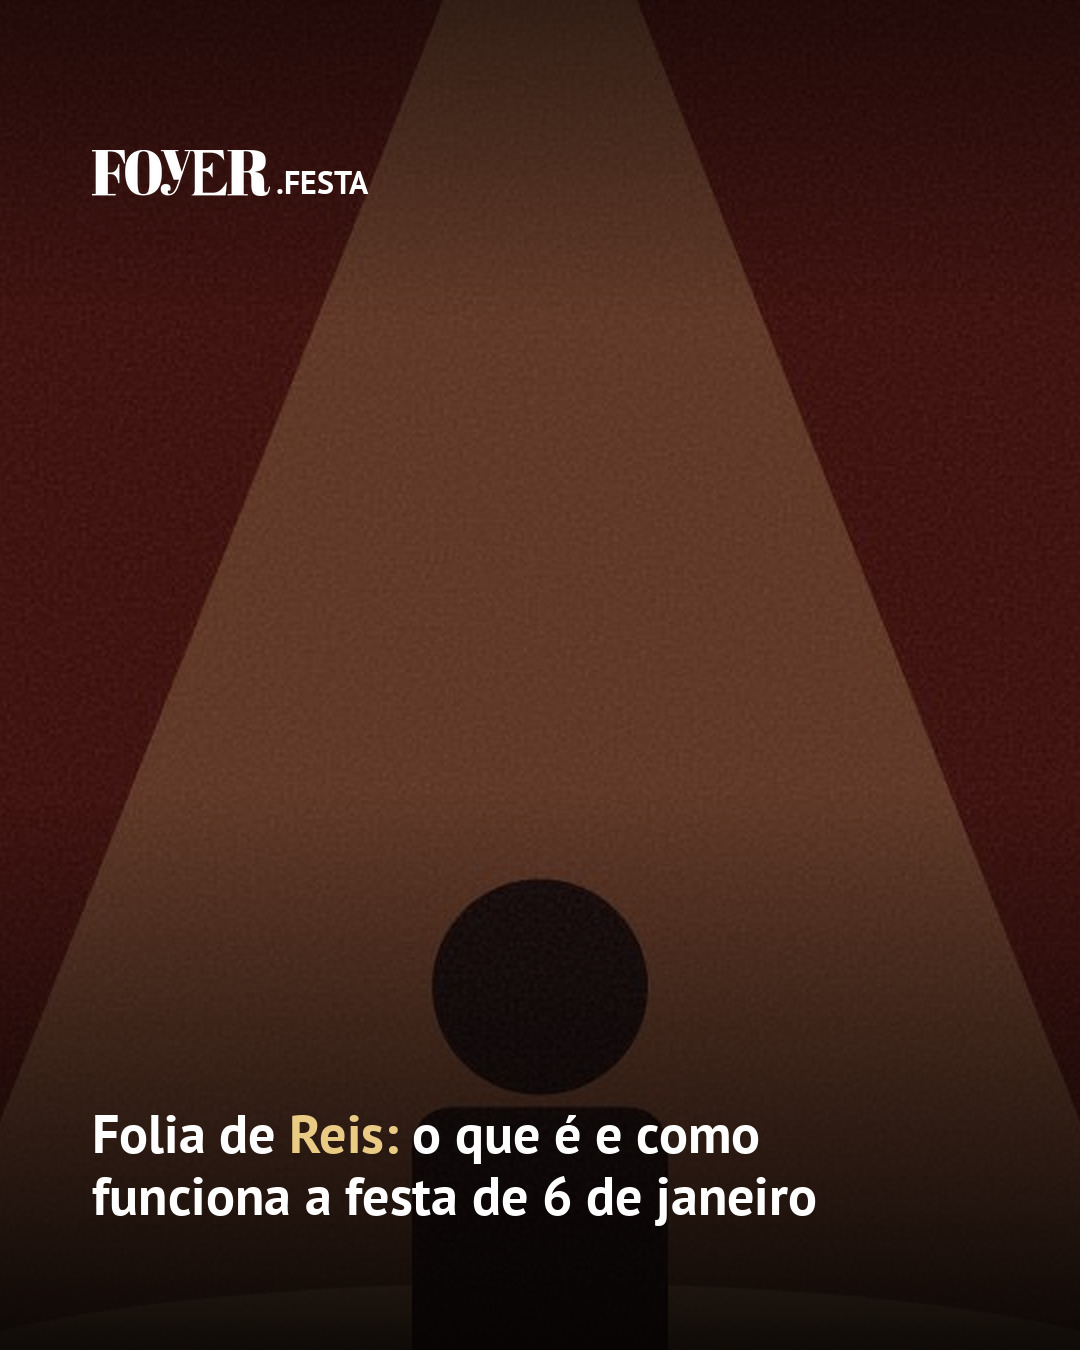 FOYER .FESTA
Folia de Reis: o que é e como
funciona a festa de 6 de janeiro